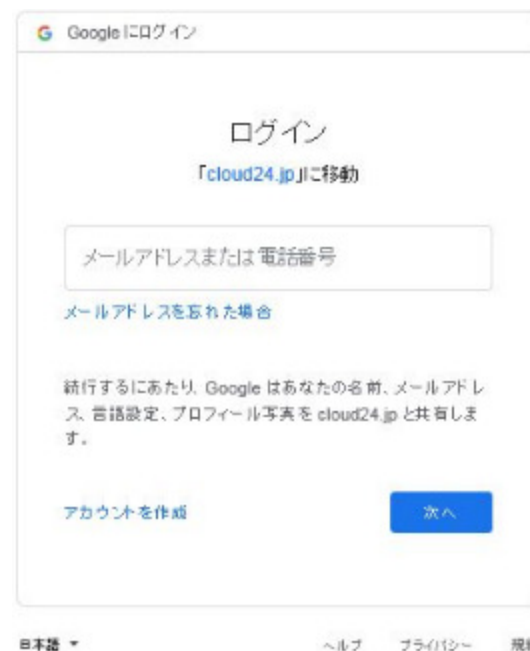 Google にログイン
ログイン
「cloud24.jp」に移動
メールアドレスまたは電話番号
メールアドレスを忘れた場合
続行するにあたり、Google はあなたの名前、メールアドレ
ス、言語設定、プロフィール写真を cloud24.jp と共有しま
す。
アカウントを作成
次へ
日本語 ヘルプ プライバシー 規